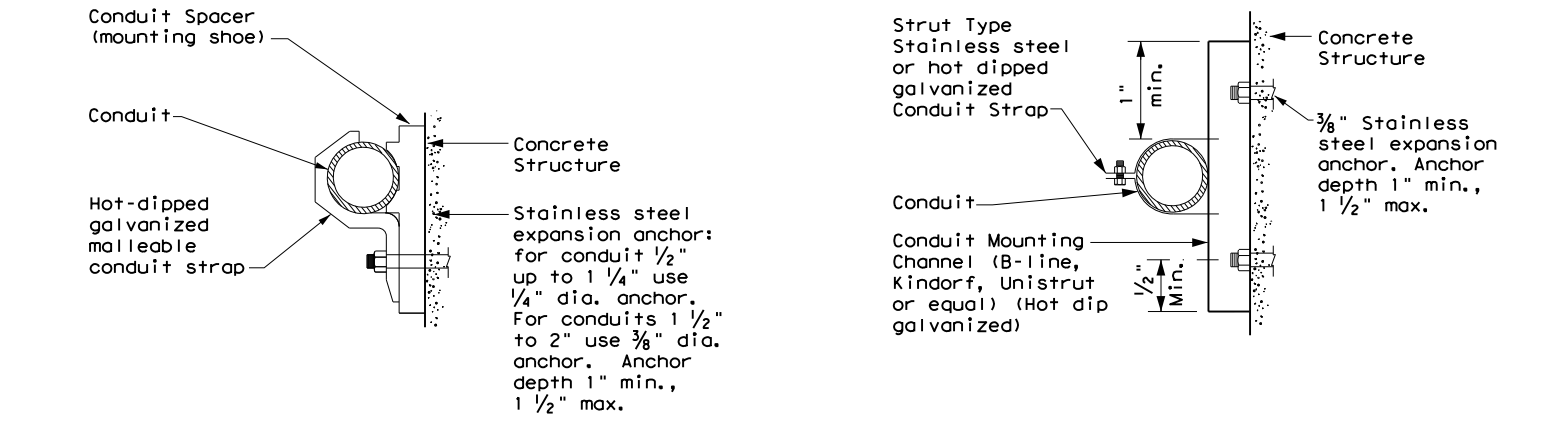 Conduit Spacer
(mounting shoe)
Conduit
Hot-dipped
galvanized
malleable
conduit strap
Concrete
Structure
Stainless steel
expansion anchor:
for conduit 1/2"
up to 1 1/4" use
1/4" dia. anchor.
For conduits 1 1/2"
to 2" use 3/8" dia.
anchor. Anchor
depth 1" min.,
1 1/2" max.
Strut Type
Stainless steel
or hot dipped
galvanized
Conduit Strap
1"
min.
Conduit
Conduit Mounting
Channel (B-line,
Kindorf, Unistrut
or equal) (Hot dip
galvanized)
1/2"
Min.
Concrete
Structure
3/8" Stainless
steel expansion
anchor. Anchor
depth 1" min.,
1 1/2" max.